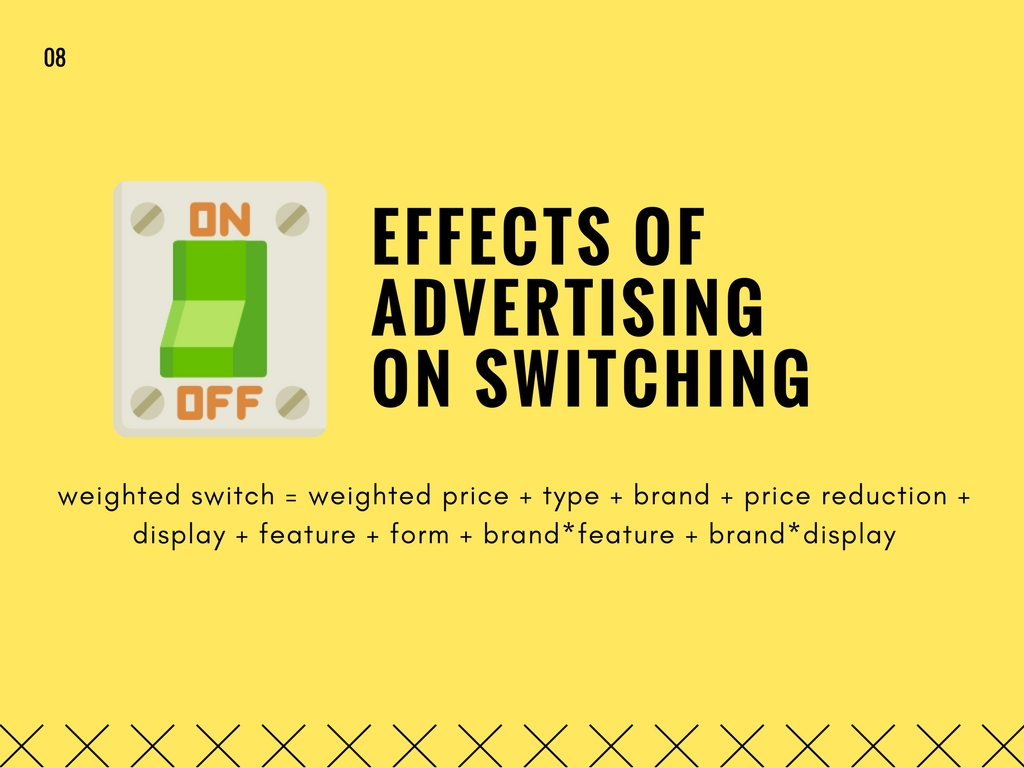 08
ON
OFF
EFFECTS OF
ADVERTISING
ON SWITCHING
weighted switch = weighted price + type + brand + price reduction +
display + feature + form + brand*feature + brand*display